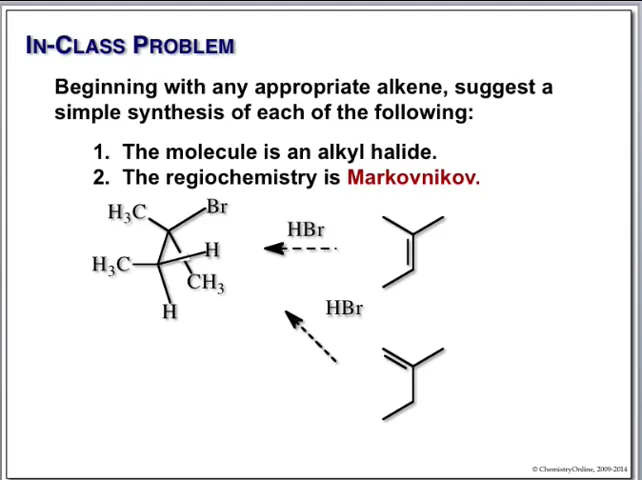 IN-CLASS PROBLEM
Beginning with any appropriate alkene, suggest a
simple synthesis of each of the following:
1. The molecule is an alkyl halide.
2. The regiochemistry is Markovnikov.
H₃C
Br
HBr
H
H₃C
CH₃
H
HBr
© ChemistryOnline, 2009-2014